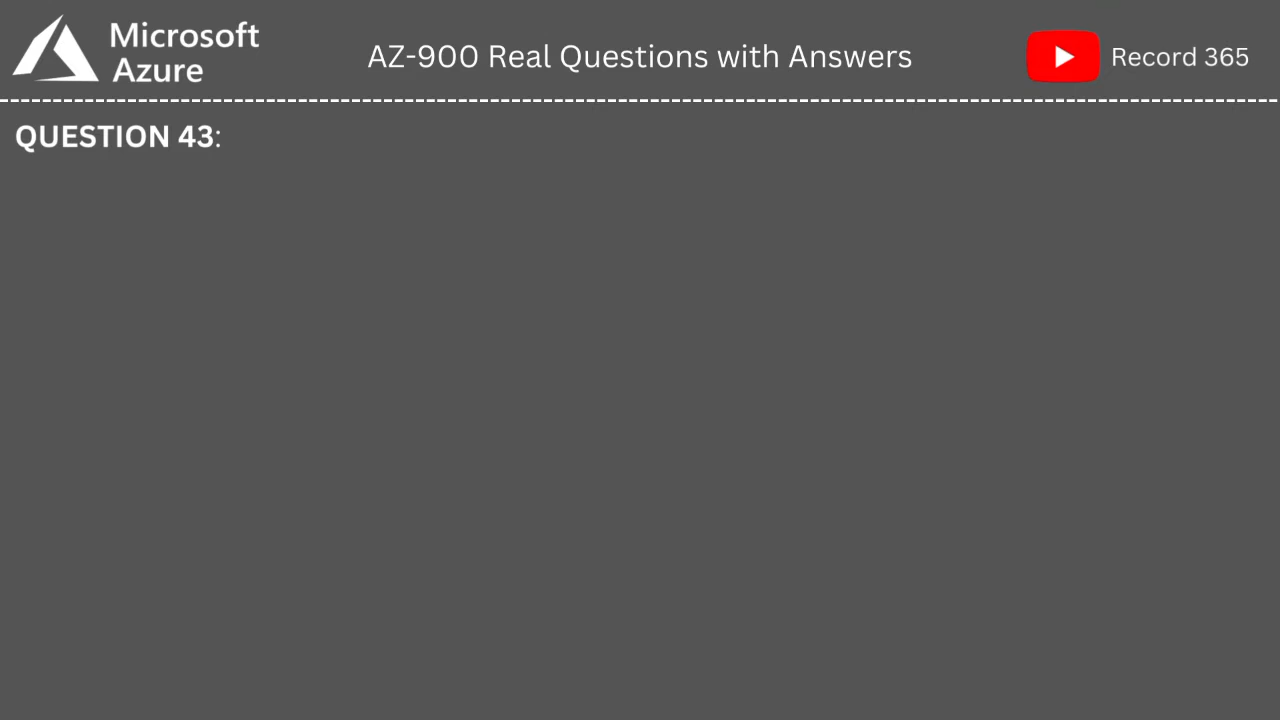 Microsoft
Azure
AZ-900 Real Questions with Answers
Record 365
QUESTION 43: